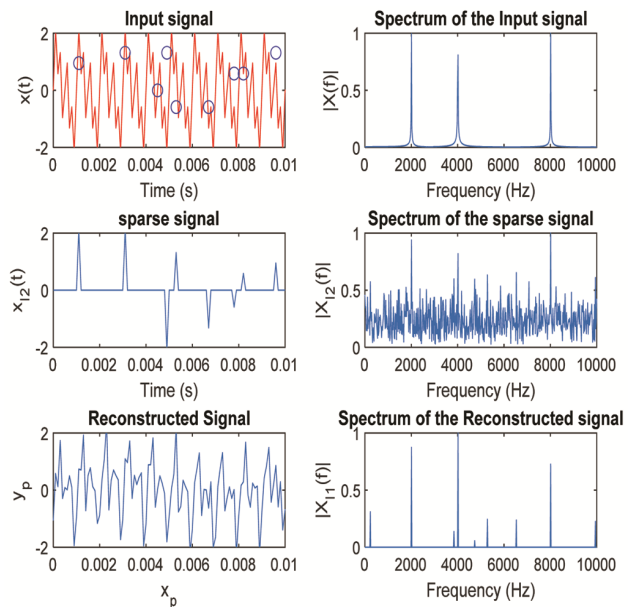 Input signal
x(t)
2
0
-2
0 0.002 0.004 0.006 0.008 0.01
Time (s)
Spectrum of the Input signal
|X(f)|
1
0.5
0
0 2000 4000 6000 8000 10000
Frequency (Hz)
sparse signal
x_I2(t)
2
0
-2
0 0.002 0.004 0.006 0.008 0.01
Time (s)
Spectrum of the sparse signal
|X_I2(f)|
1
0.5
0
0 2000 4000 6000 8000 10000
Frequency (Hz)
Reconstructed Signal
y_p
2
0
-2
0 0.002 0.004 0.006 0.008 0.01
x_p
Spectrum of the Reconstructed signal
|X_I1(f)|
1
0.5
0
0 2000 4000 6000 8000 10000
Frequency (Hz)